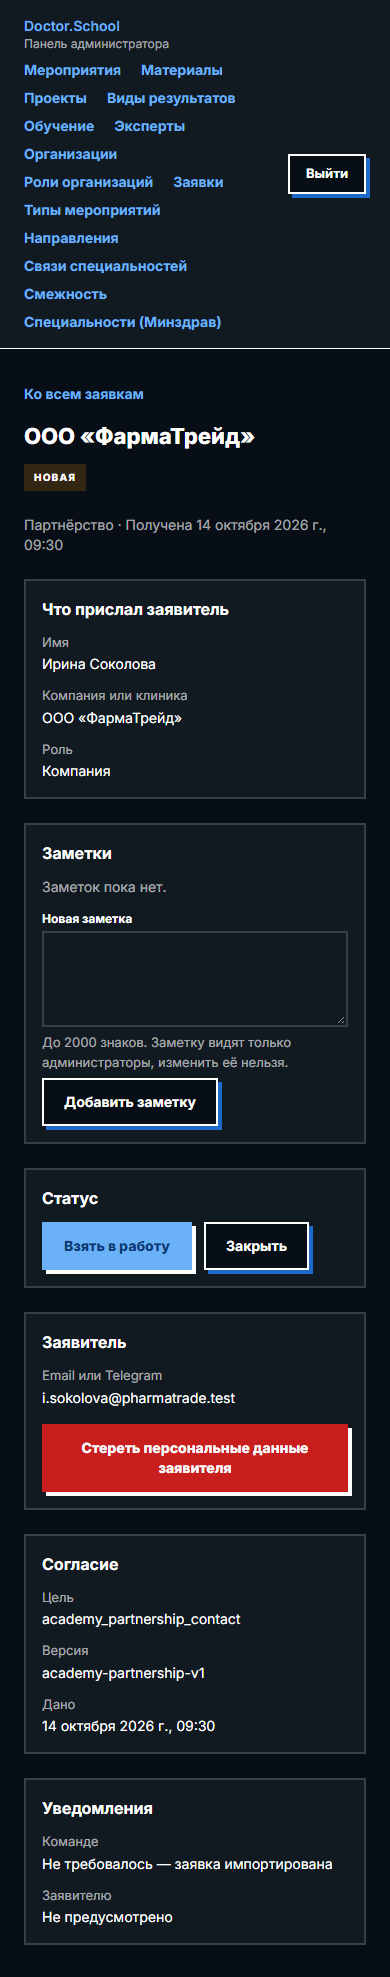 Doctor.School
Панель администратора
Мероприятия Материалы
Проекты Виды результатов
Обучение Эксперты
Организации
Роли организаций Заявки
Типы мероприятий
Направления
Связи специальностей
Смежность
Специальности (Минздрав)
Выйти
Ко всем заявкам
ООО «ФармаТрейд»
НОВАЯ
Партнёрство · Получена 14 октября 2026 г.,
09:30
Что прислал заявитель
Имя
Ирина Соколова
Компания или клиника
ООО «ФармаТрейд»
Роль
Компания
Заметки
Заметок пока нет.
Новая заметка
До 2000 знаков. Заметку видят только
администраторы, изменить её нельзя.
Добавить заметку
Статус
Взять в работу Закрыть
Заявитель
Email или Telegram
i.sokolova@pharmatrade.test
Стереть персональные данные
заявителя
Согласие
Цель
academy_partnership_contact
Версия
academy-partnership-v1
Дано
14 октября 2026 г., 09:30
Уведомления
Команде
Не требовалось — заявка импортирована
Заявителю
Не предусмотрено